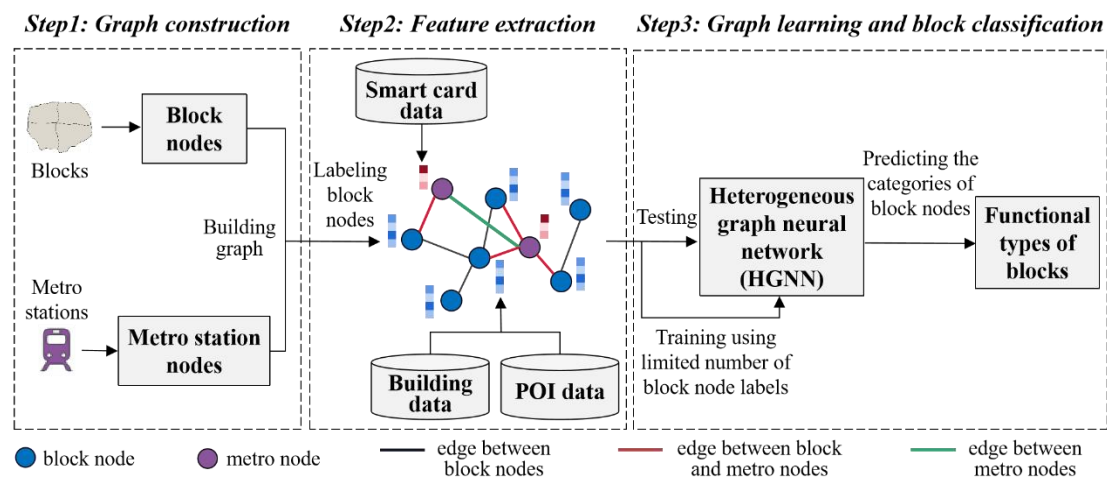 Step1: Graph construction
Step2: Feature extraction
Step3: Graph learning and block classification
Blocks
Block
nodes
Building
graph
Metro
stations
Metro station
nodes
Smart card
data
Labeling
block
nodes
Building
data
POI data
Testing
Heterogeneous
graph neural
network
(HGNN)
Training using
limited number of
block node labels
Predicting the
categories of
block nodes
Functional
types of
blocks
block node
metro node
edge between
block nodes
edge between block
and metro nodes
edge between
metro nodes